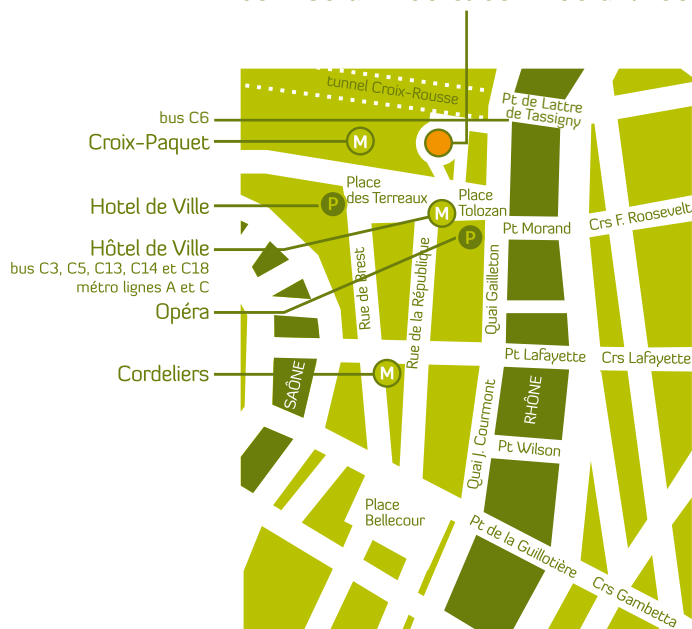 tunnel Croix-Rousse
Pt de Lattre
de Tassigny
bus C6
Croix-Paquet
M
Place
des Terreaux
Place
Tolozan
P
Hotel de Ville
M
Crs F. Roosevelt
Pt Morand
P
Hôtel de Ville
bus C3, C5, C13, C14 et C18
métro lignes A et C
Opéra
Rue de Brest
Rue de la République
Quai Gailleton
Pt Lafayette
Crs Lafayette
Cordeliers
M
SAÔNE
RHÔNE
Quai J. Courmont
Pt Wilson
Place
Bellecour
Pt de la Guillotière
Crs Gambetta